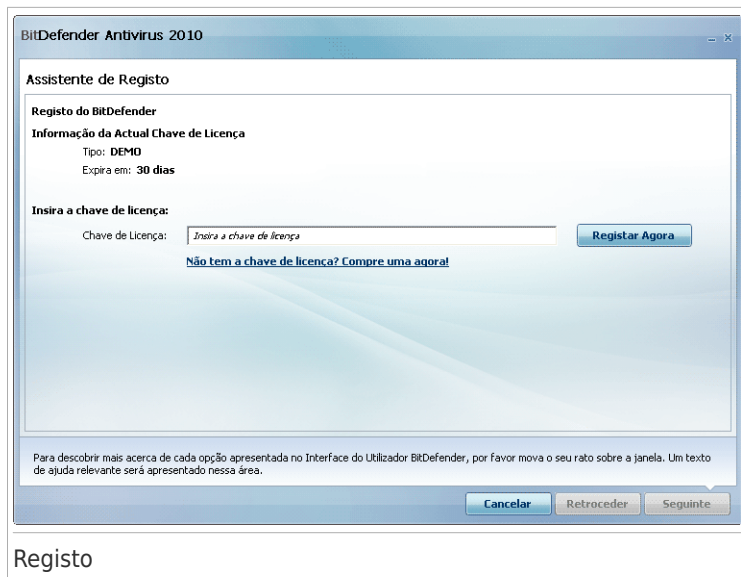 BitDefender Antivirus 2010
Assistente de Registo
Registo do BitDefender
Informação da Actual Chave de Licença
Tipo: DEMO
Expira em: 30 dias
Insira a chave de licença:
Chave de Licença: Insira a chave de licença Registar Agora
Não tem a chave de licença? Compre uma agora!
Para descobrir mais acerca de cada opção apresentada no Interface do Utilizador BitDefender, por favor mova o seu rato sobre a janela. Um texto
de ajuda relevante será apresentado nessa área.
Cancelar Retroceder Seguinte
Registo